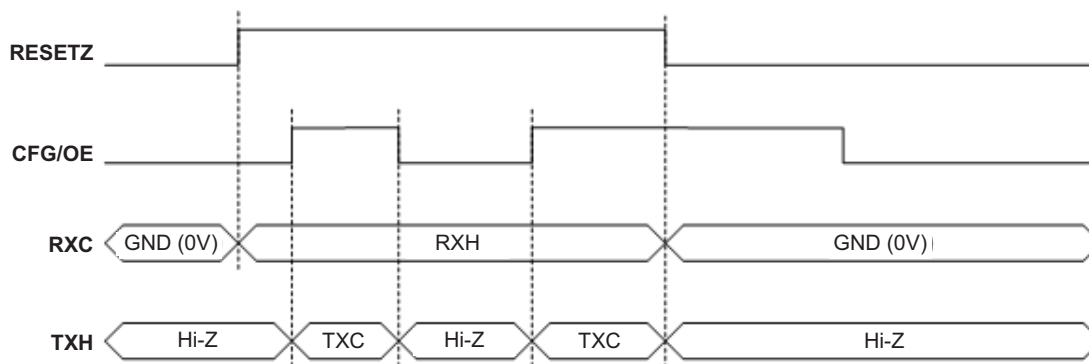 RESETZ
CFG/OE
RXC GND (0V) RXH GND (0V)
TXH Hi-Z TXC Hi-Z TXC Hi-Z